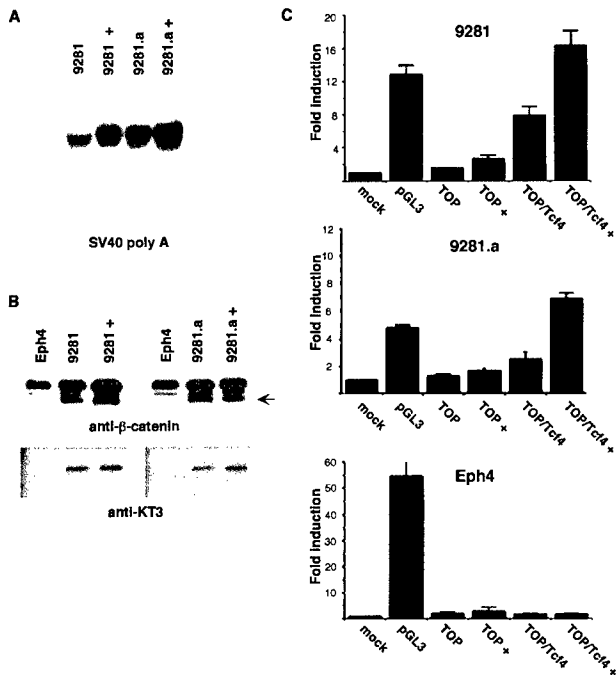 A
9281
9281 +
9281.a
9281.a +
SV40 poly A
B
Eph4
9281
9281 +
Eph4
9281.a
9281.a +
anti-β-catenin
anti-KT3
C
9281
Fold induction
20
16
12
8
4
mock
pGL3
TOP
TOP +
TOP/Tcf4
TOP/Tcf4 +
9281.a
Fold Induction
12
10
8
6
4
2
mock
pGL3
TOP
TOP +
TOP/Tcf4
TOP/Tcf4 +
Eph4
Fold induction
60
50
40
30
20
10
mock
pGL3
TOP
TOP +
TOP/Tcf4
TOP/Tcf4 +